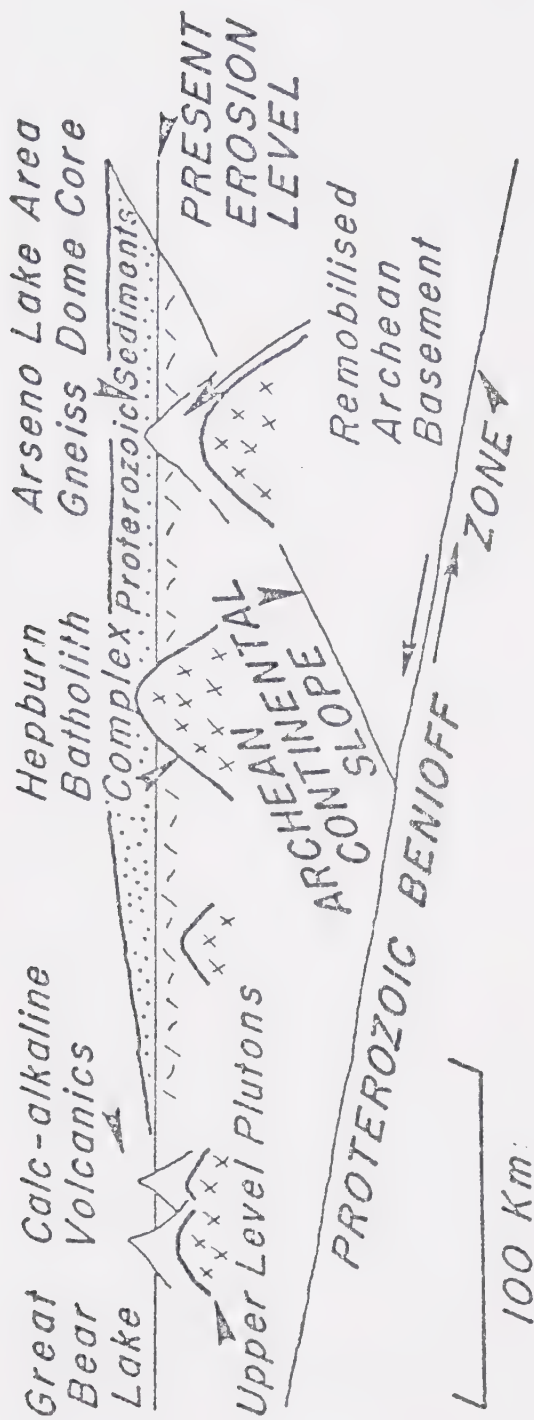 Great
Bear
Lake
Calc-alkaline
Volcanics
Hepburn
Batholith
Complex
Arseno Lake Area
Gneiss Dome Core
Proterozoic Sediments
PRESENT
EROSION
LEVEL
Upper Level Plutons
ARCHEAN
CONTINENTAL
SLOPE
Remobilised
Archean
Basement
PROTEROZOIC BENIOFF ZONE
100 Km